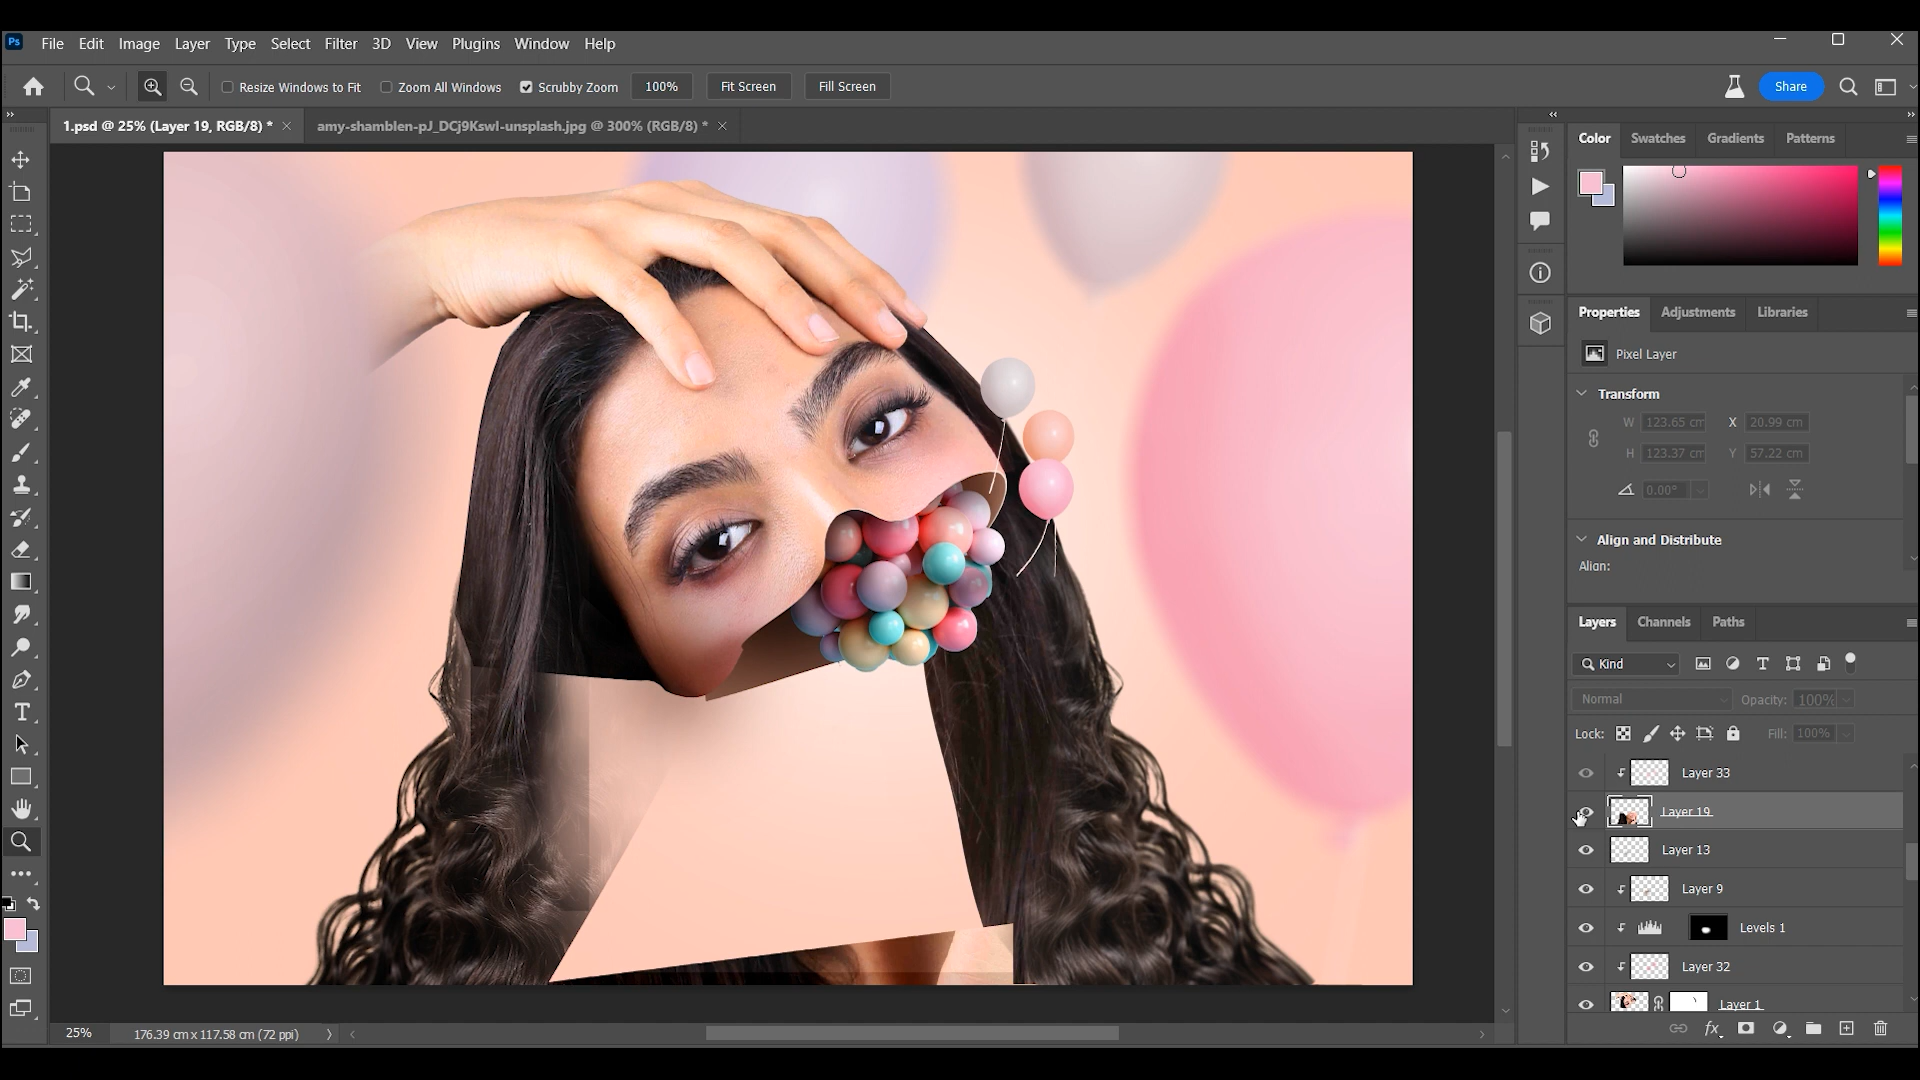 Ps File Edit Image Layer Type Select Filter 3D View Plugins Window Help
Resize Windows to Fit Zoom All Windows Scrubby Zoom 100% Fit Screen Fill Screen Share
1.psd @ 25% (Layer 19, RGB/8) * amy-shamblen-pJ_DCj9KswI-unsplash.jpg @ 300% (RGB/8) *
Color Swatches Gradients Patterns
Properties Adjustments Libraries
Pixel Layer
Transform
W 123.65 cm X 20.99 cm
H 123.37 cm Y 57.22 cm
0.00°
Align and Distribute
Align:
Layers Channels Paths
Kind
Normal Opacity: 100%
Lock: Fill: 100%
Layer 33
Layer 19
Layer 13
Layer 9
Levels 1
Layer 32
Layer 1
fx
25% 176.39 cm x 117.58 cm (72 ppi)